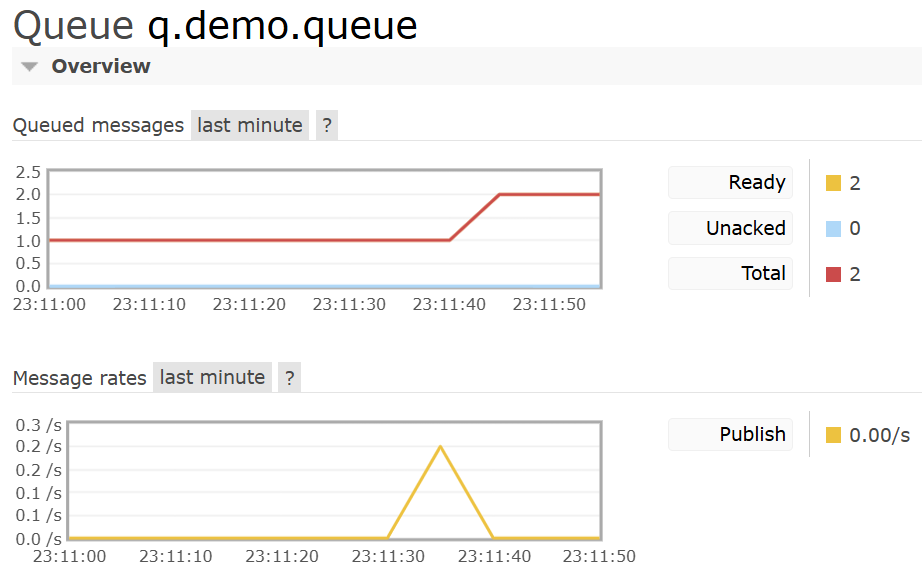 Queue q.demo.queue
Overview
Queued messages last minute ?
2.5
2.0
1.5
1.0
0.5
0.0
23:11:00 23:11:10 23:11:20 23:11:30 23:11:40 23:11:50
Ready 2
Unacked 0
Total 2
Message rates last minute ?
0.3 /s
0.2 /s
0.2 /s
0.1 /s
0.1 /s
0.0 /s
23:11:00 23:11:10 23:11:20 23:11:30 23:11:40 23:11:50
Publish 0.00/s